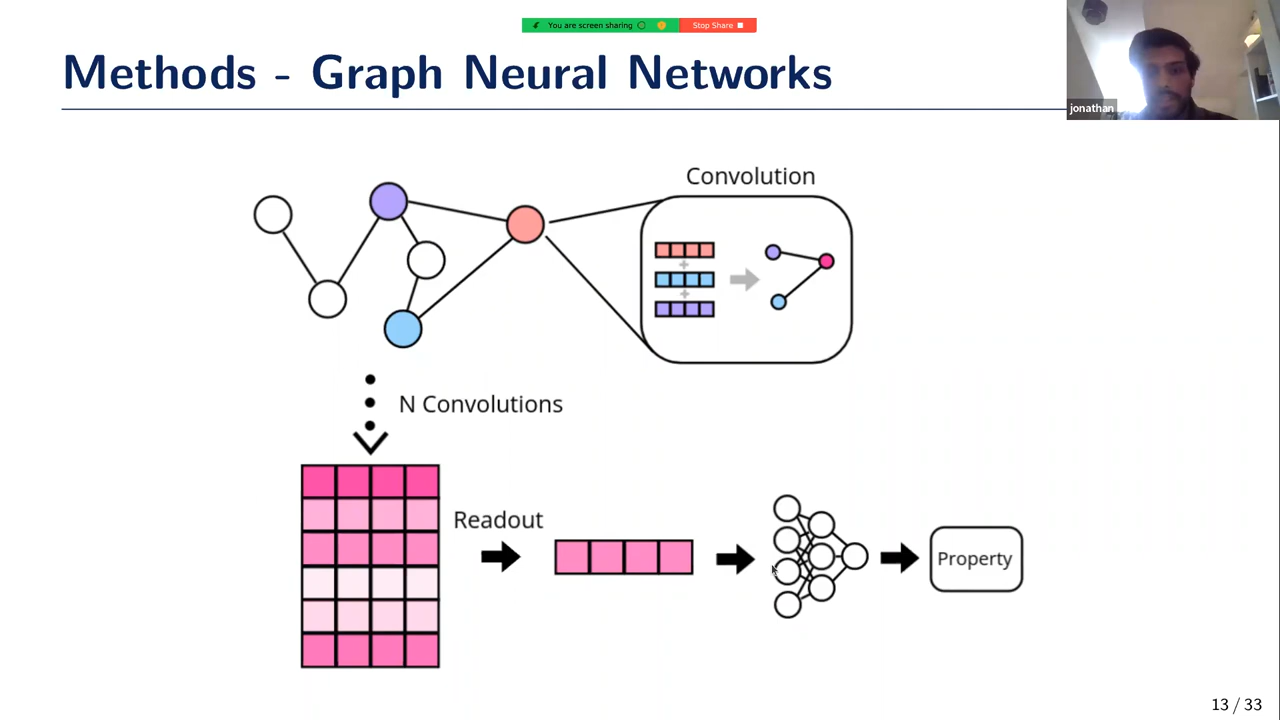 You are screen sharing
Stop Share
Methods - Graph Neural Networks
jonathan
Convolution
N Convolutions
Readout
Property
13 / 33